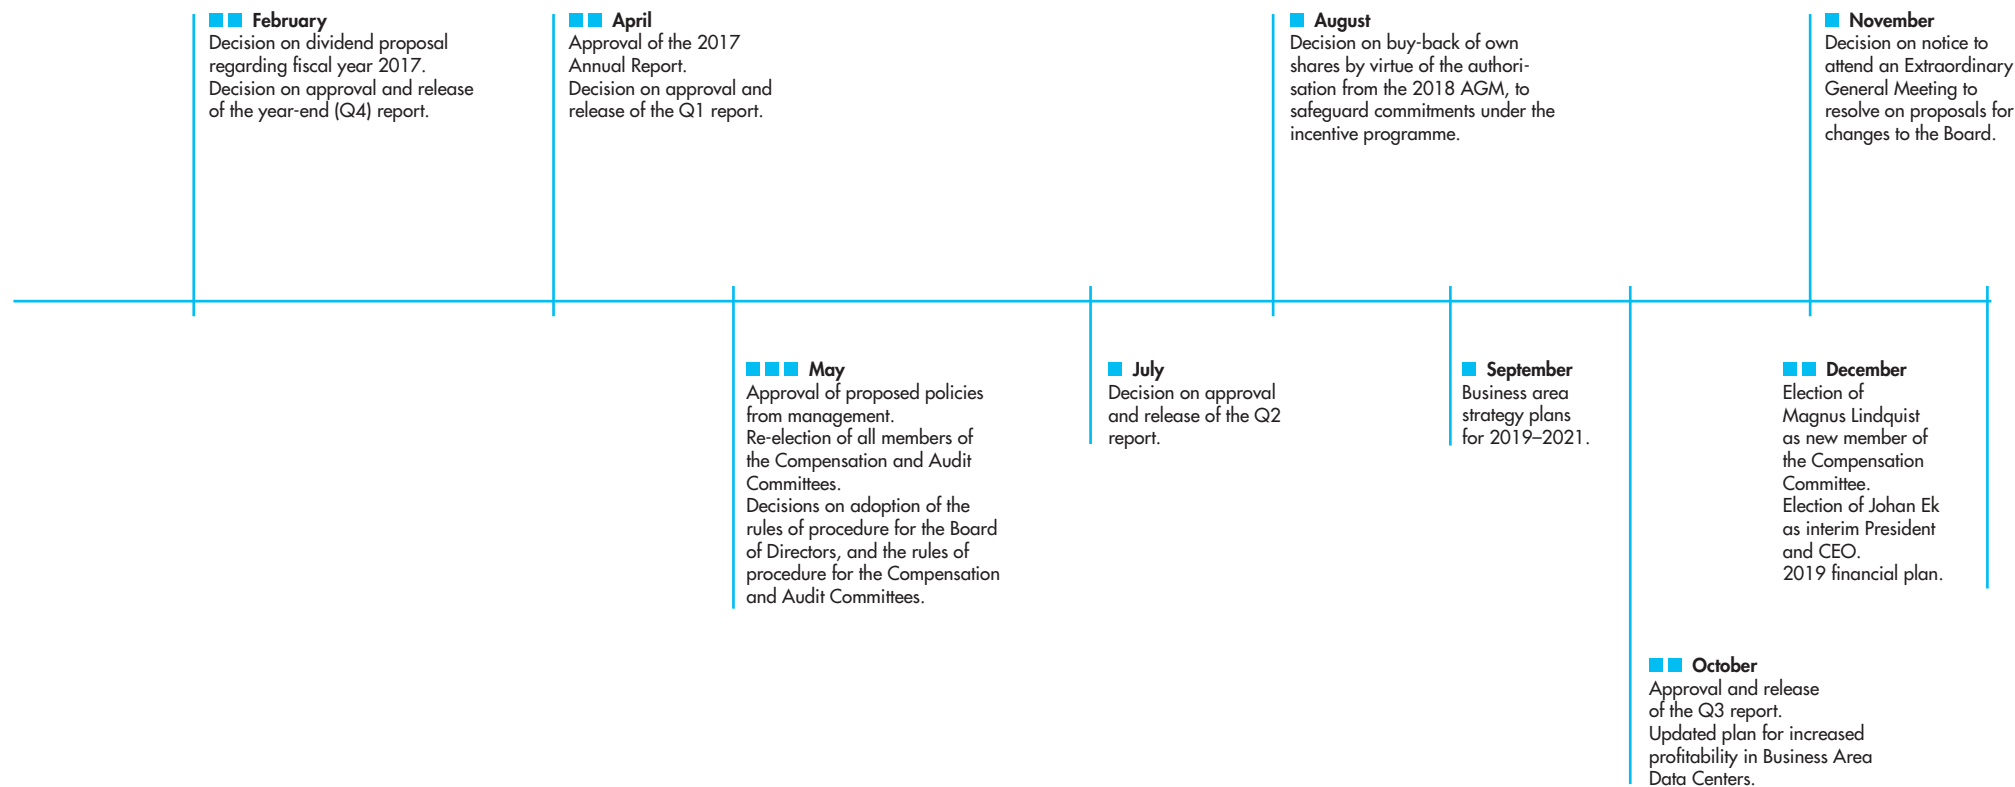 February
Decision on dividend proposal
regarding fiscal year 2017.
Decision on approval and release
of the year-end (Q4) report.
April
Approval of the 2017
Annual Report.
Decision on approval and
release of the Q1 report.
August
Decision on buy-back of own
shares by virtue of the authori-
sation from the 2018 AGM, to
safeguard commitments under the
incentive programme.
November
Decision on notice to
attend an Extraordinary
General Meeting to
resolve on proposals for
changes to the Board.
May
Approval of proposed policies
from management.
Re-election of all members of
the Compensation and Audit
Committees.
Decisions on adoption of the
rules of procedure for the Board
of Directors, and the rules of
procedure for the Compensation
and Audit Committees.
July
Decision on approval
and release of the Q2
report.
September
Business area
strategy plans
for 2019–2021.
December
Election of
Magnus Lindquist
as new member of
the Compensation
Committee.
Election of Johan Ek
as interim President
and CEO.
2019 financial plan.
October
Approval and release
of the Q3 report.
Updated plan for increased
profitability in Business Area
Data Centers.